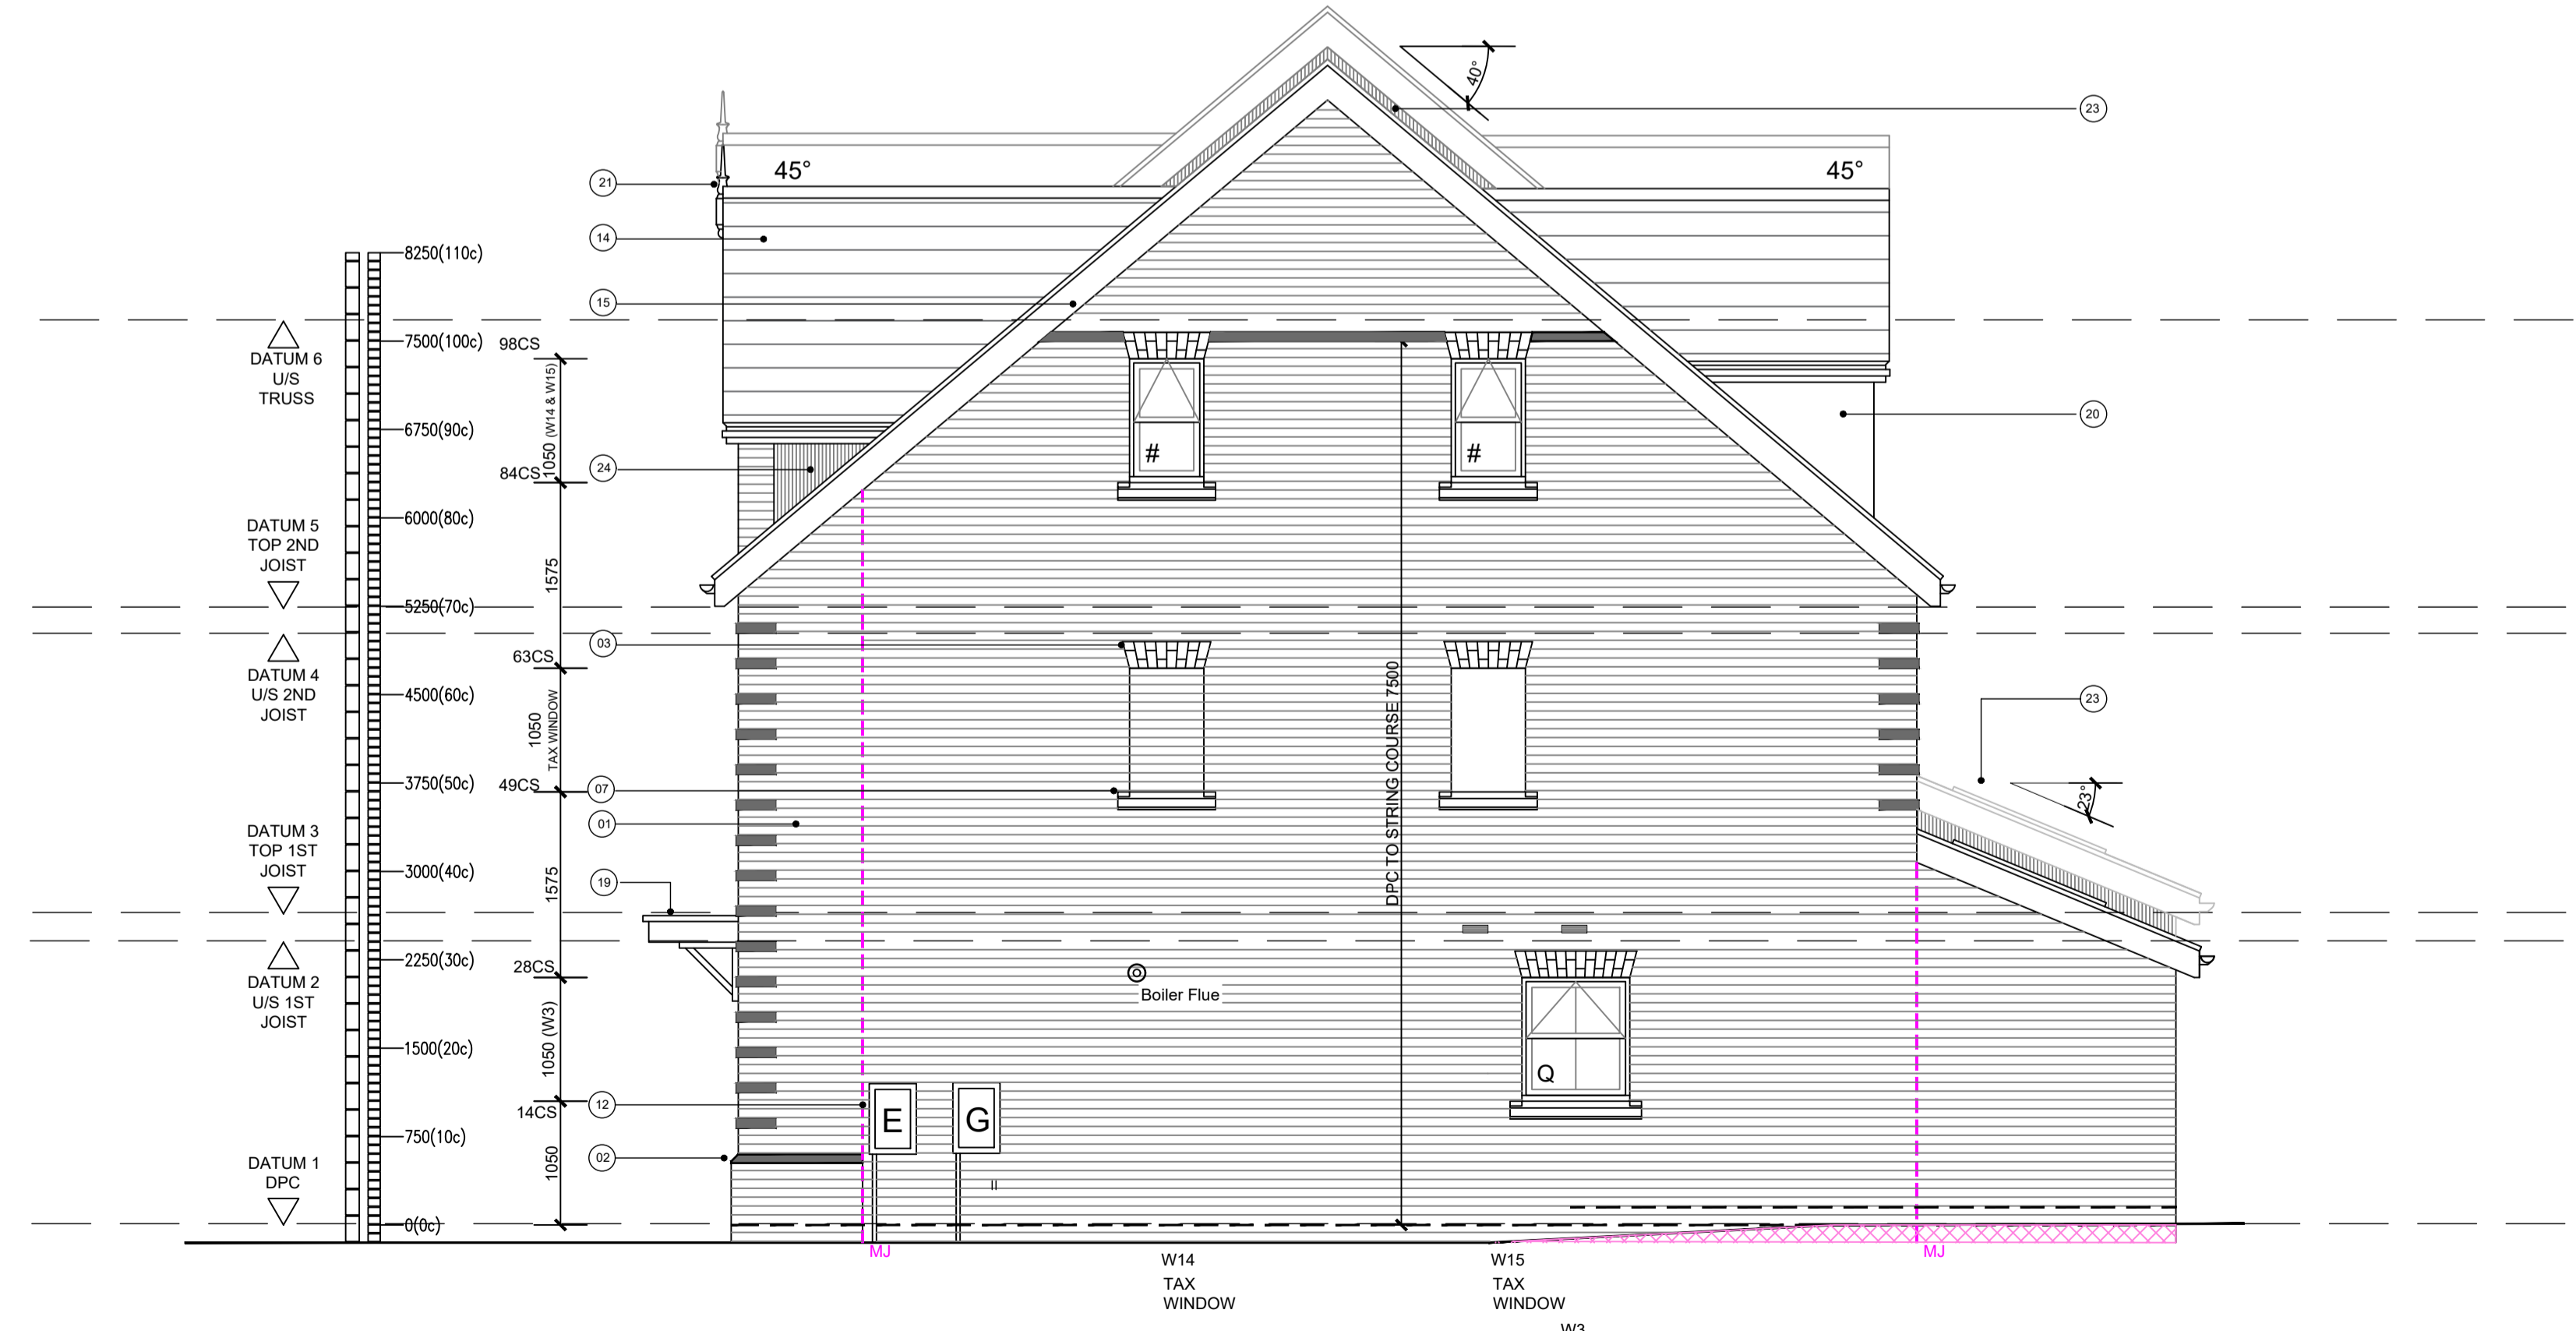 40°
23
45°
45°
21
14
8250(110c)
15
7500(100c)
98CS
DATUM 6
U/S
TRUSS
1050 (W14 & W15)
6750(90c)
20
#
#
24
84CS
6000(80c)
DATUM 5
TOP 2ND
JOIST
1575
5250(70c)
03
63CS
DATUM 4
U/S 2ND
JOIST
4500(60c)
23
1050
TAX WINDOW
DPC TO STRING COURSE 7500
3750(50c)
49CS
07
23°
01
DATUM 3
TOP 1ST
JOIST
3000(40c)
1575
19
2250(30c)
28CS
DATUM 2
U/S 1ST
JOIST
Boiler Flue
1500(20c)
1050 (W3)
Q
14CS
12
E
G
750(10c)
02
1050
DATUM 1
DPC
0(0c)
MJ
MJ
W14
TAX
WINDOW
W15
TAX
WINDOW
W3